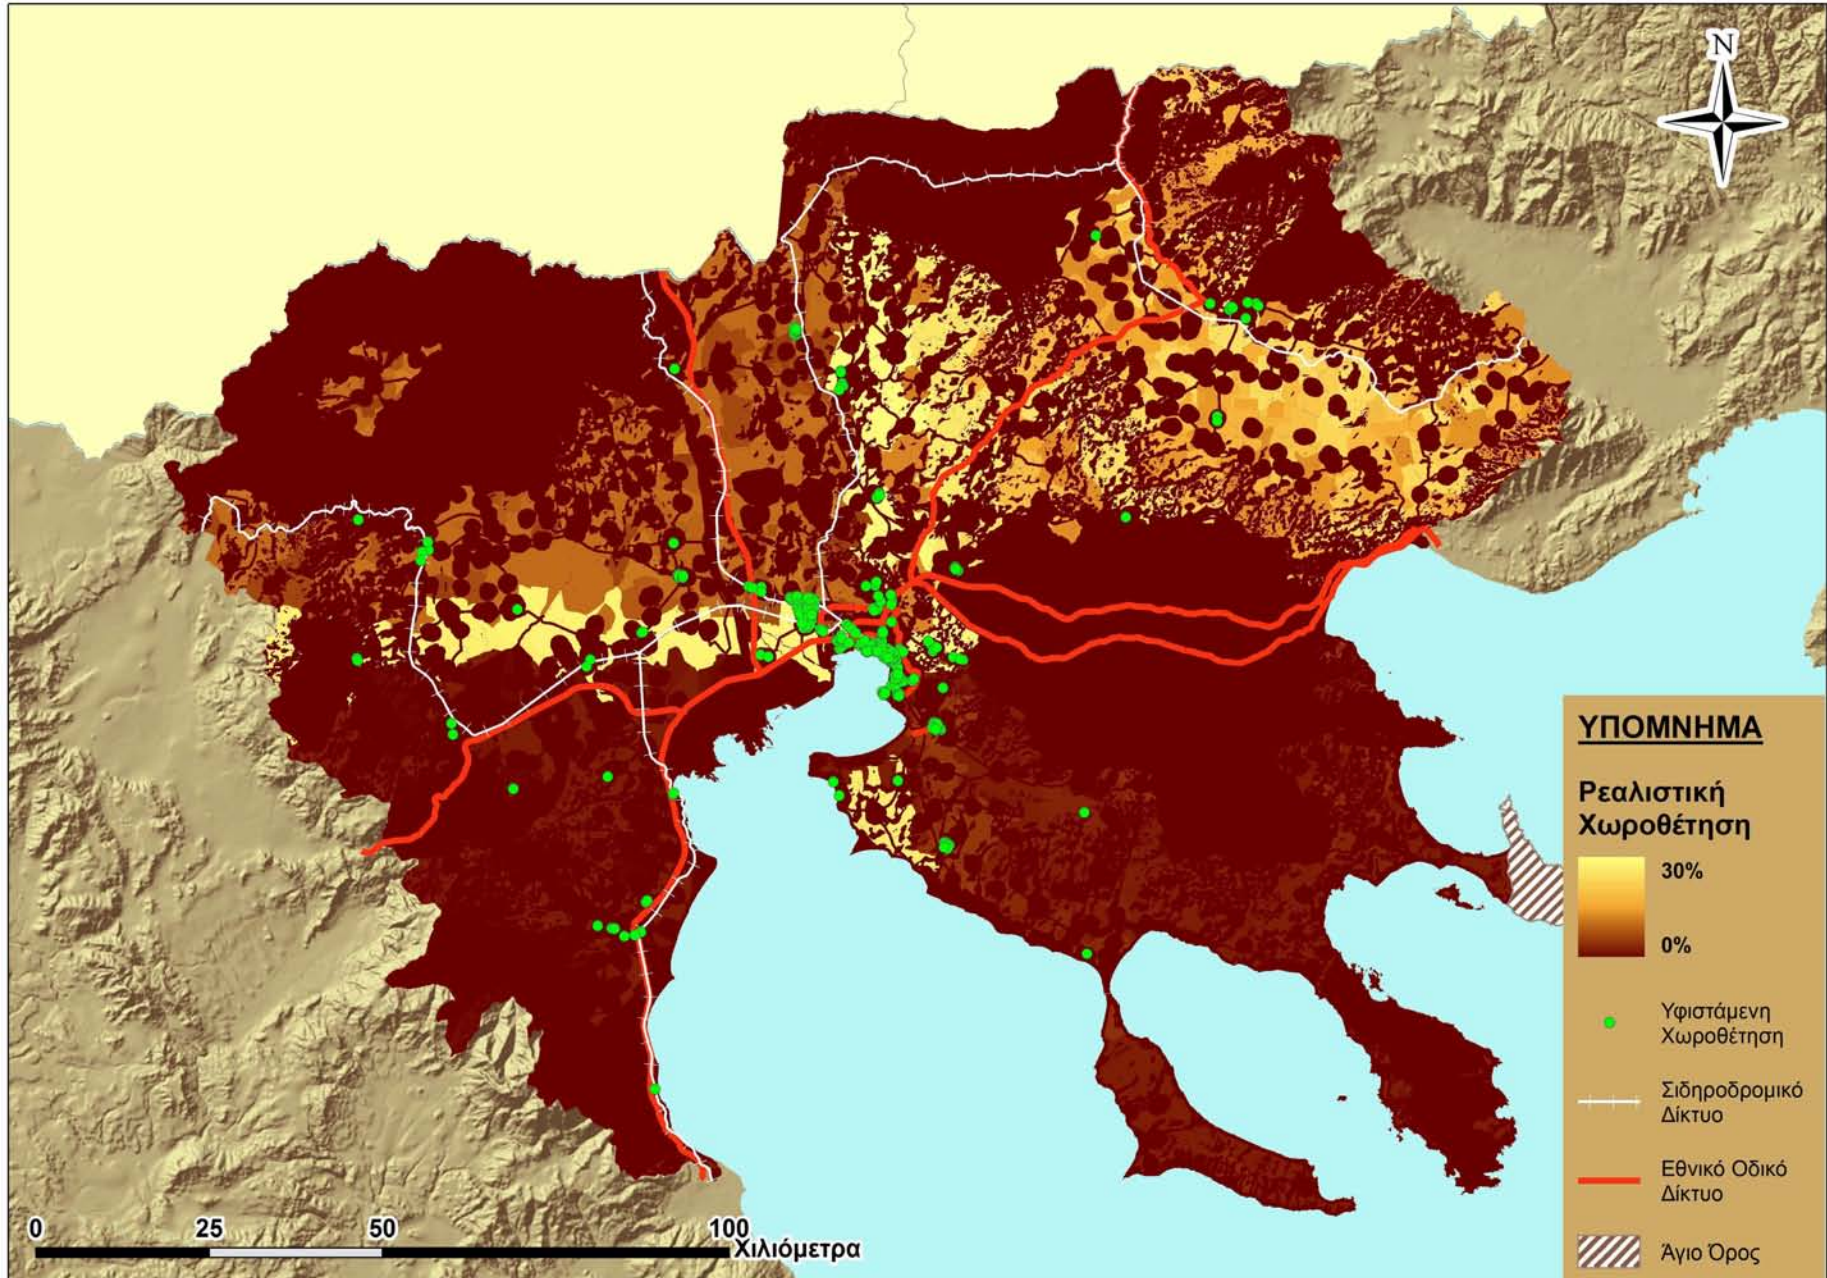 N
ΥΠΟΜΝΗΜΑ
Ρεαλιστική
Χωροθέτηση
30%
0%
Υφιστάμενη
Χωροθέτηση
Σιδηροδρομικό
Δίκτυο
Εθνικό Οδικό
Δίκτυο
Άγιο Όρος
0 25 50 100
Χιλιόμετρα